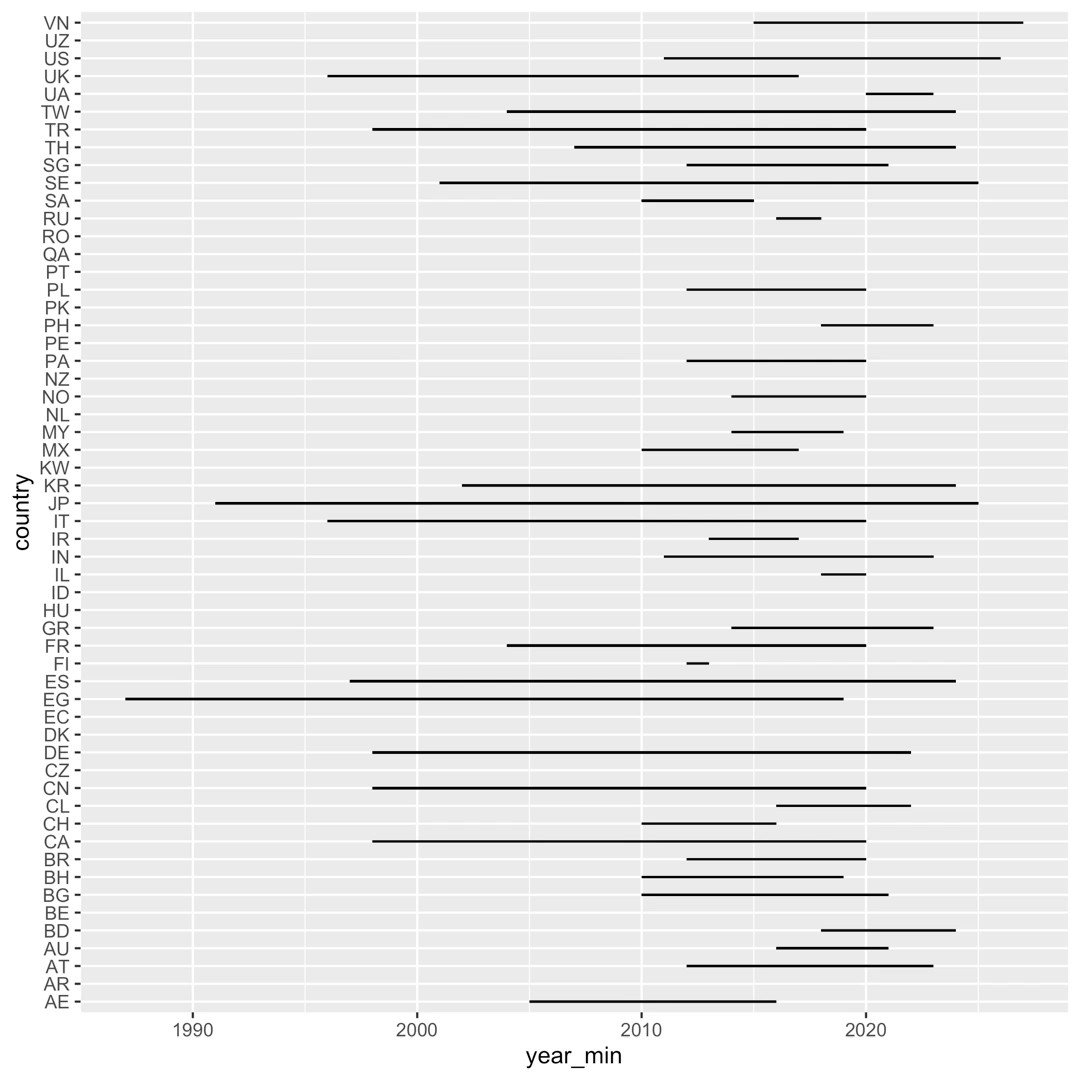 VN
UZ
US
UK
UA
TW
TR
TH
SG
SE
SA
RU
RO
QA
PT
PL
PK
PH
PE
PA
NZ
NO
NL
MY
MX
KW
KR
JP
IT
IR
IN
IL
ID
HU
GR
FR
FI
ES
EG
EC
DK
DE
CZ
CN
CL
CH
CA
BR
BH
BG
BE
BD
AU
AT
AR
AE
country
1990 2000 2010 2020
year_min